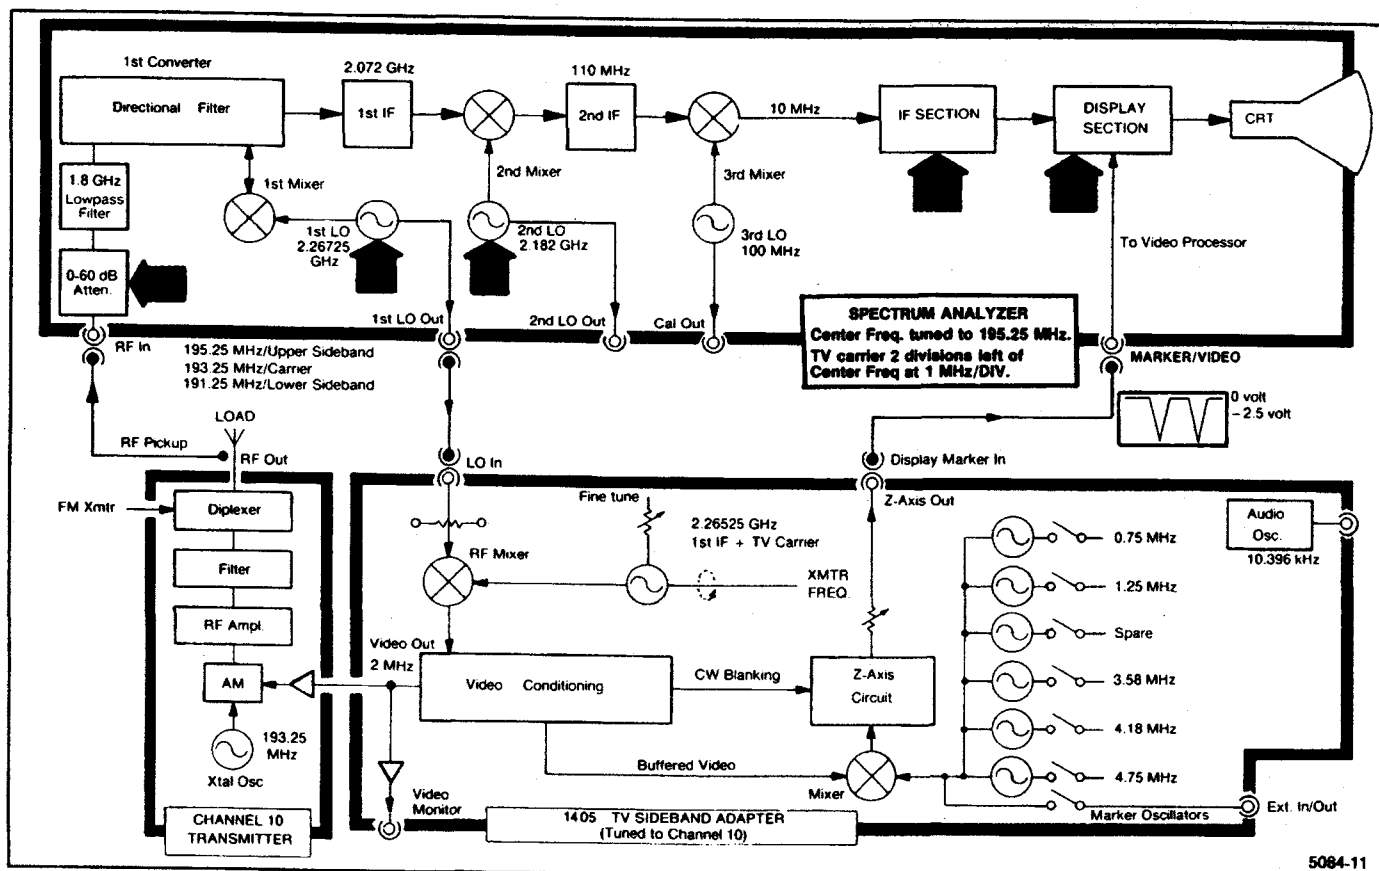 1st Converter
Directional Filter
2.072 GHz
1st IF
110 MHz
2nd IF
10 MHz
IF SECTION
DISPLAY
SECTION
CRT
1.8 GHz
Lowpass
Filter
1st Mixer
2nd Mixer
3rd Mixer
1st LO
2.26725
GHz
2nd LO
2.182 GHz
3rd LO
100 MHz
To Video Processor
0-60 dB
Atten.
RF In
1st LO Out
2nd LO Out
Cal Out
SPECTRUM ANALYZER
Center Freq. tuned to 195.25 MHz.
TV carrier 2 divisions left of
Center Freq at 1 MHz/DIV.
MARKER/VIDEO
195.25 MHz/Upper Sideband
193.25 MHz/Carrier
191.25 MHz/Lower Sideband
0 volt
–2.5 volt
LOAD
RF Pickup
RF Out
LO In
Display Marker In
Z-Axis Out
FM Xmtr
Diplexer
Filter
RF Ampl.
AM
193.25
MHz
Xtal Osc
CHANNEL 10
TRANSMITTER
Fine tune
2.26525 GHz
1st IF + TV Carrier
RF Mixer
XMTR
FREQ.
Audio
Osc.
10.396 kHz
0.75 MHz
1.25 MHz
Spare
3.58 MHz
4.18 MHz
4.75 MHz
Video Out
2 MHz
Video Conditioning
CW Blanking
Z-Axis
Circuit
Buffered Video
Mixer
Video
Monitor
1405 TV SIDEBAND ADAPTER
(Tuned to Channel 10)
Marker Oscillators
Ext. In/Out
5084-11